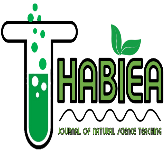 THABIEA
JOURNAL OF NATURAL SCIENCE TEACHING